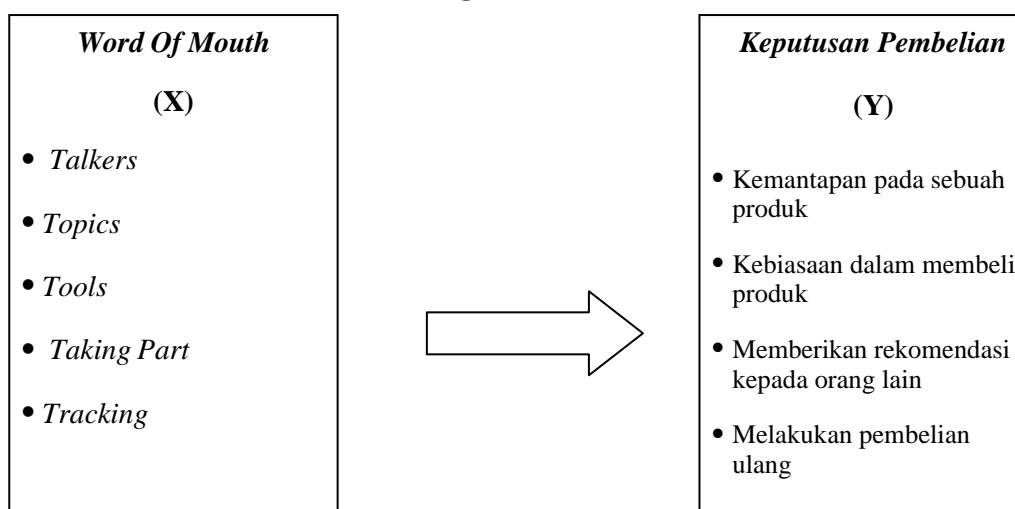 Word Of Mouth
(X)
• Talkers
• Topics
• Tools
• Taking Part
• Tracking
Keputusan Pembelian
(Y)
• Kemantapan pada sebuah
produk
• Kebiasaan dalam membeli
produk
• Memberikan rekomendasi
kepada orang lain
• Melakukan pembelian
ulang